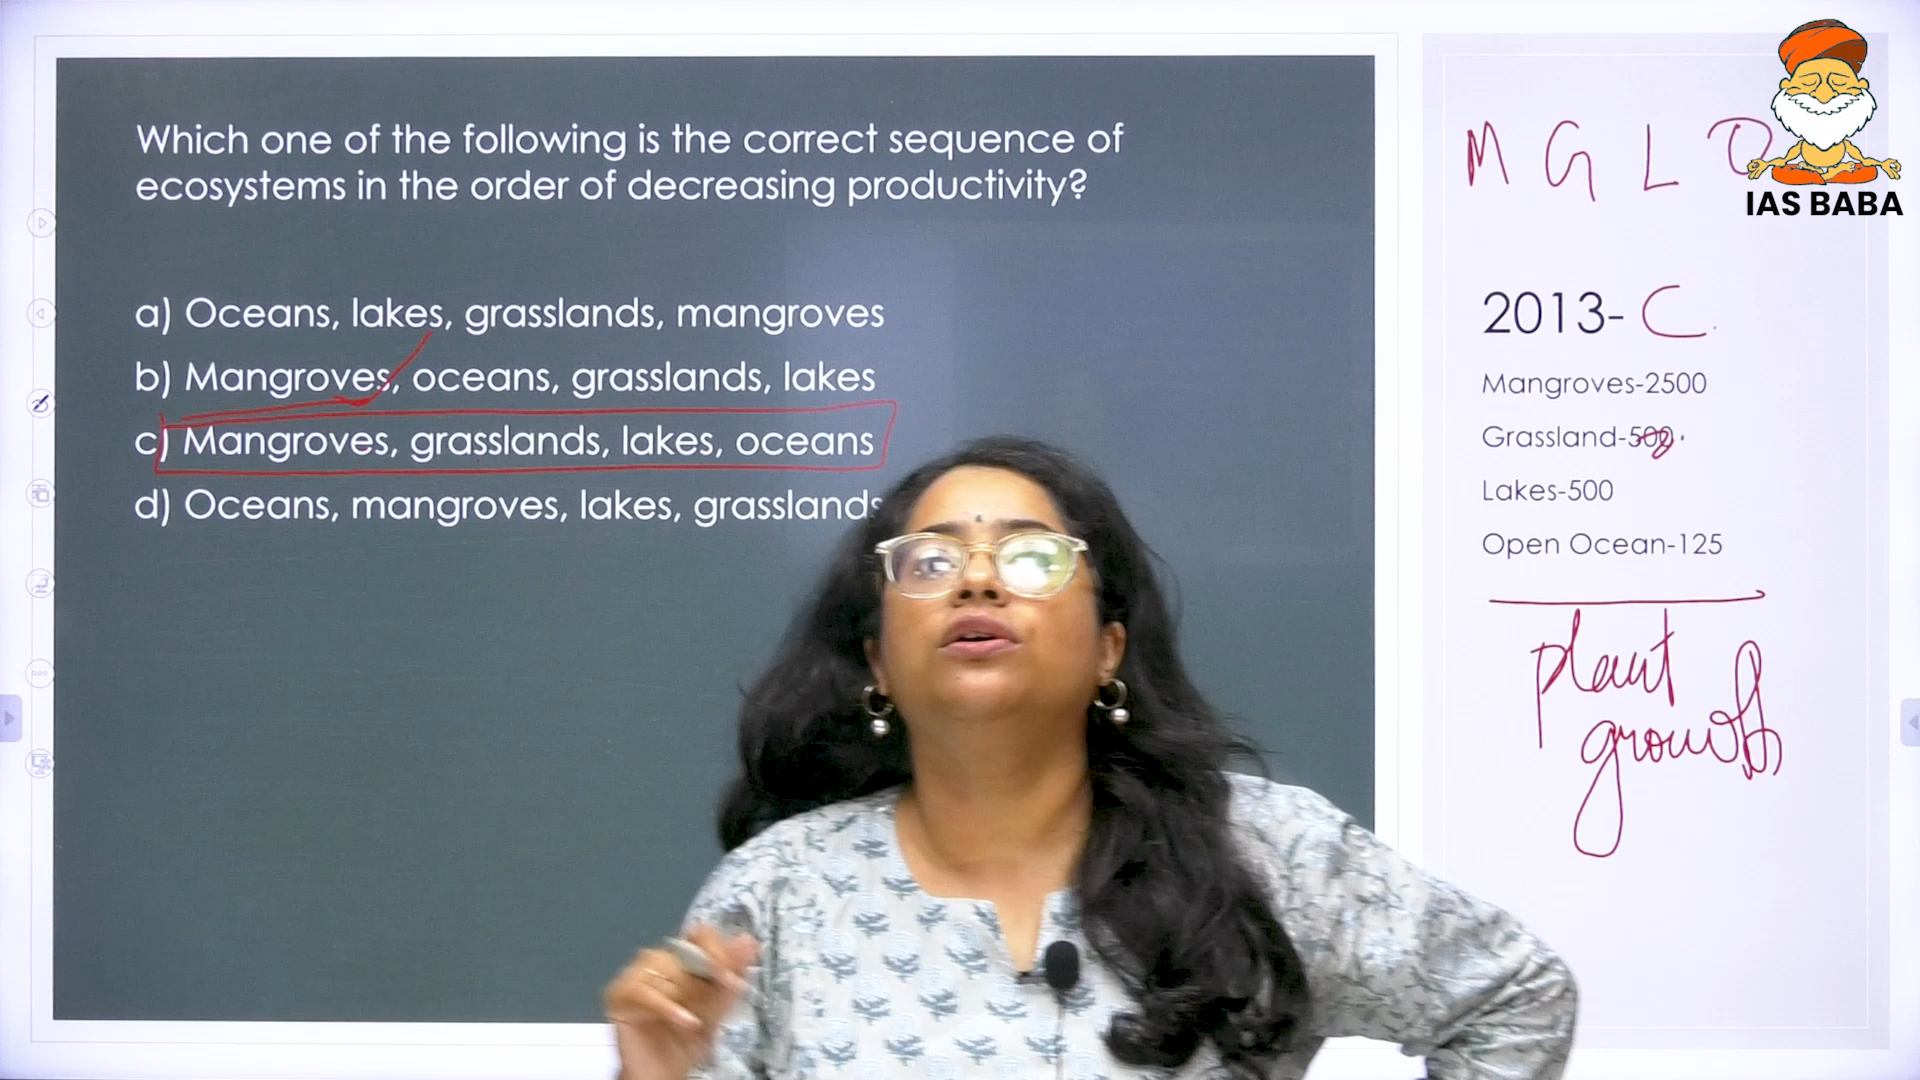 Which one of the following is the correct sequence of
ecosystems in the order of decreasing productivity?
a) Oceans, lakes, grasslands, mangroves
b) Mangroves, oceans, grasslands, lakes
c) Mangroves, grasslands, lakes, oceans
d) Oceans, mangroves, lakes, grasslands
M G L O
IAS BABA
2013- C
Mangroves-2500
Grassland-500
Lakes-500
Open Ocean-125
plant
growth